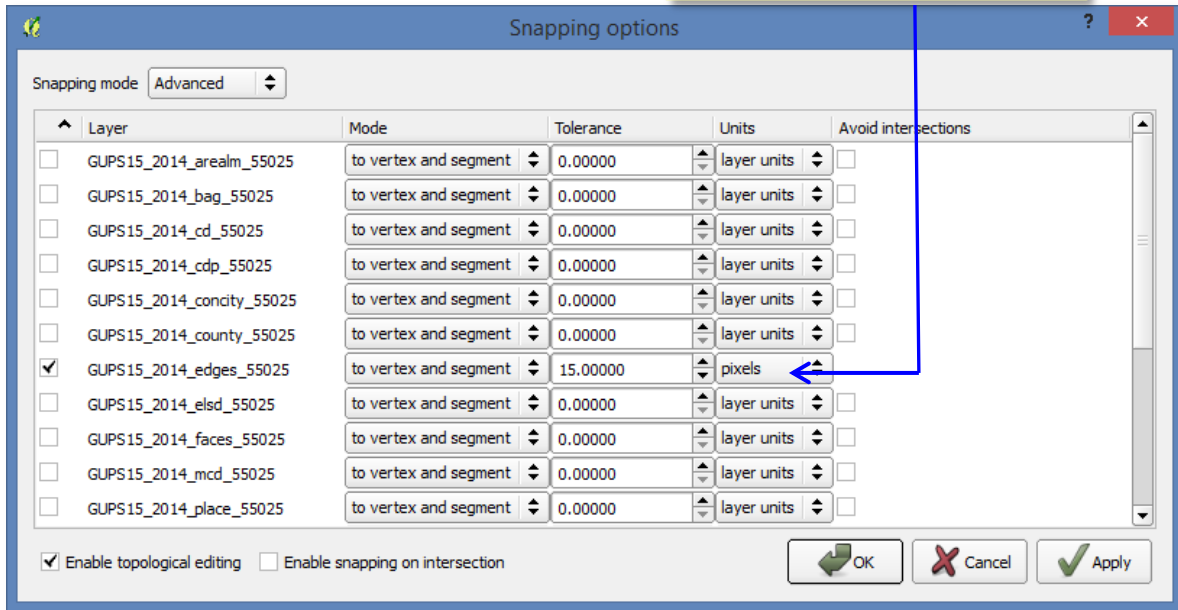 Snapping options
?
Snapping mode Advanced
Layer Mode Tolerance Units Avoid intersections
GUPS15_2014_arealm_55025 to vertex and segment 0.00000 layer units
GUPS15_2014_bag_55025 to vertex and segment 0.00000 layer units
GUPS15_2014_cd_55025 to vertex and segment 0.00000 layer units
GUPS15_2014_cdp_55025 to vertex and segment 0.00000 layer units
GUPS15_2014_concity_55025 to vertex and segment 0.00000 layer units
GUPS15_2014_county_55025 to vertex and segment 0.00000 layer units
GUPS15_2014_edges_55025 to vertex and segment 15.00000 pixels
GUPS15_2014_elsd_55025 to vertex and segment 0.00000 layer units
GUPS15_2014_faces_55025 to vertex and segment 0.00000 layer units
GUPS15_2014_mcd_55025 to vertex and segment 0.00000 layer units
GUPS15_2014_place_55025 to vertex and segment 0.00000 layer units
Enable topological editing Enable snapping on intersection OK Cancel Apply